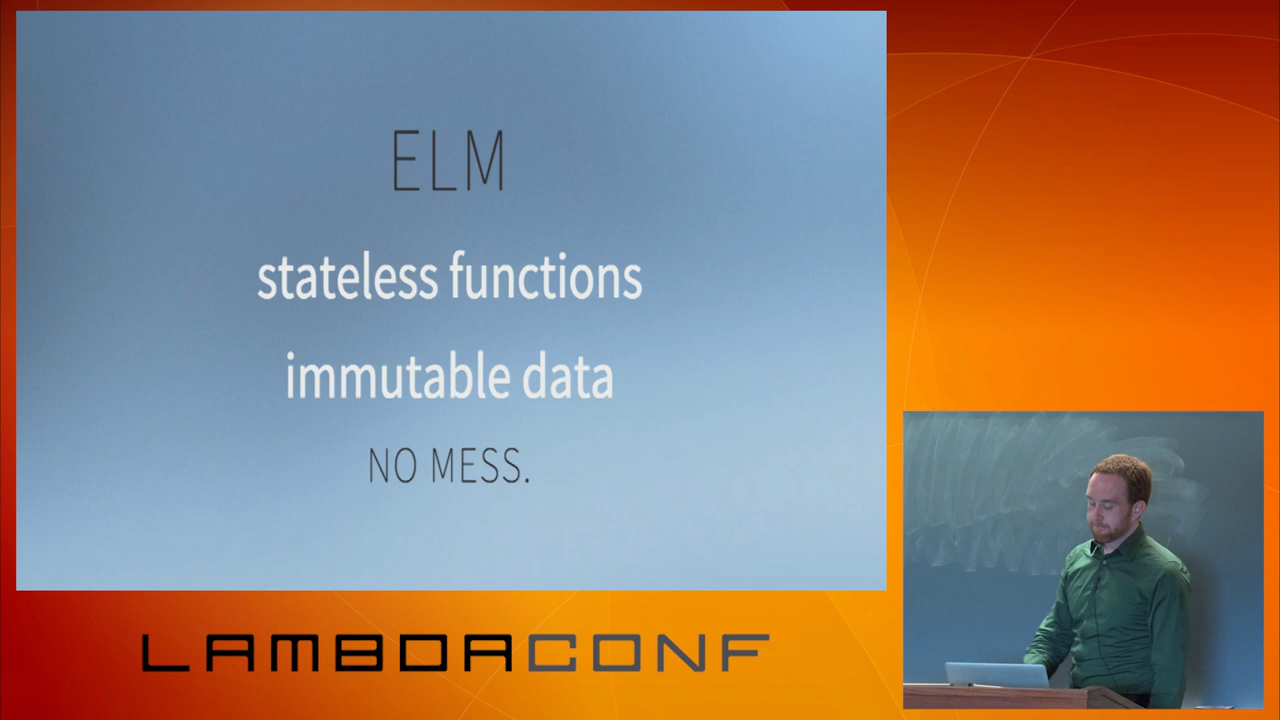 ELM
stateless functions
immutable data
NO MESS.
LAMBDACONF